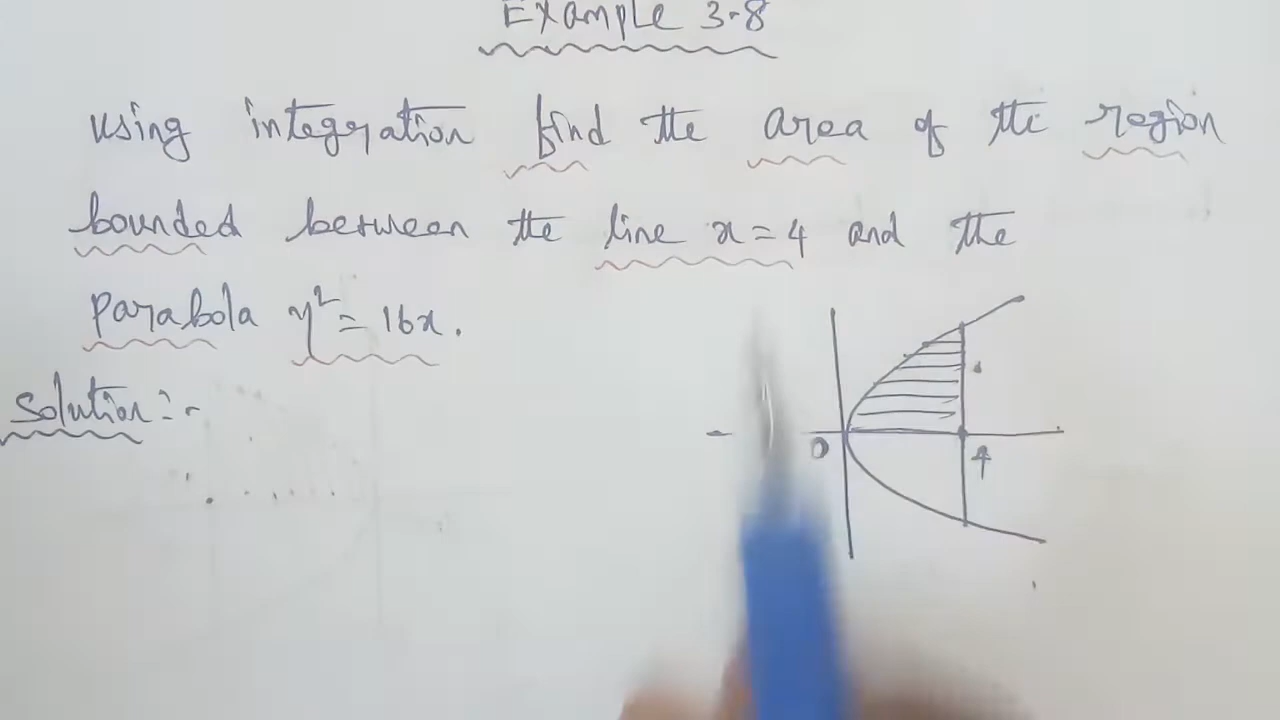 Example 3.8
using integration find the area of the region
bounded between the line x = 4 and the
Parabola y² = 16x.
Solution:-
0
4